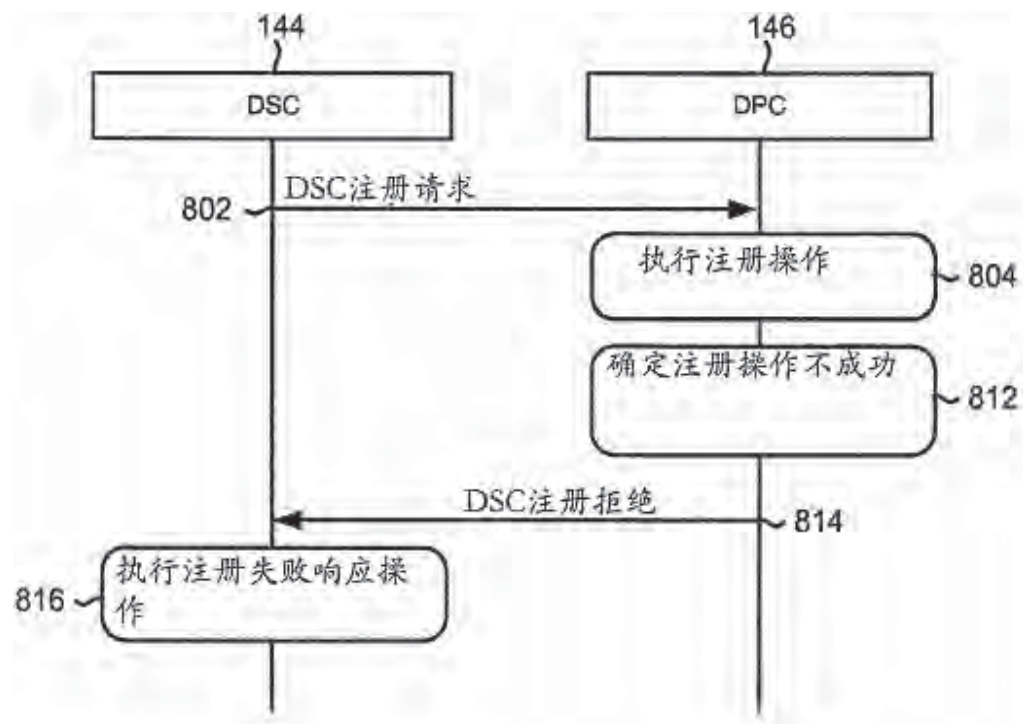 144
146
DSC
DPC
DSC注册请求
802
执行注册操作
804
确定注册操作不成功
812
DSC注册拒绝
814
执行注册失败响应操
作
816